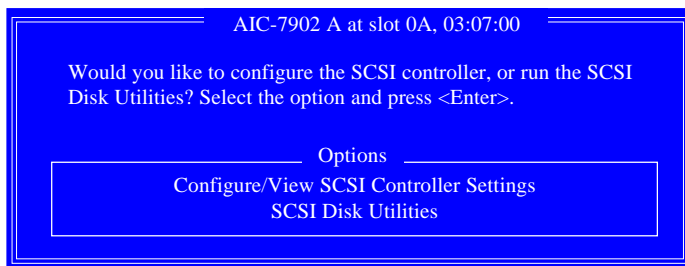 AIC-7902 A at slot 0A, 03:07:00
Would you like to configure the SCSI controller, or run the SCSI
Disk Utilities? Select the option and press <Enter>.
Options
Configure/View SCSI Controller Settings
SCSI Disk Utilities